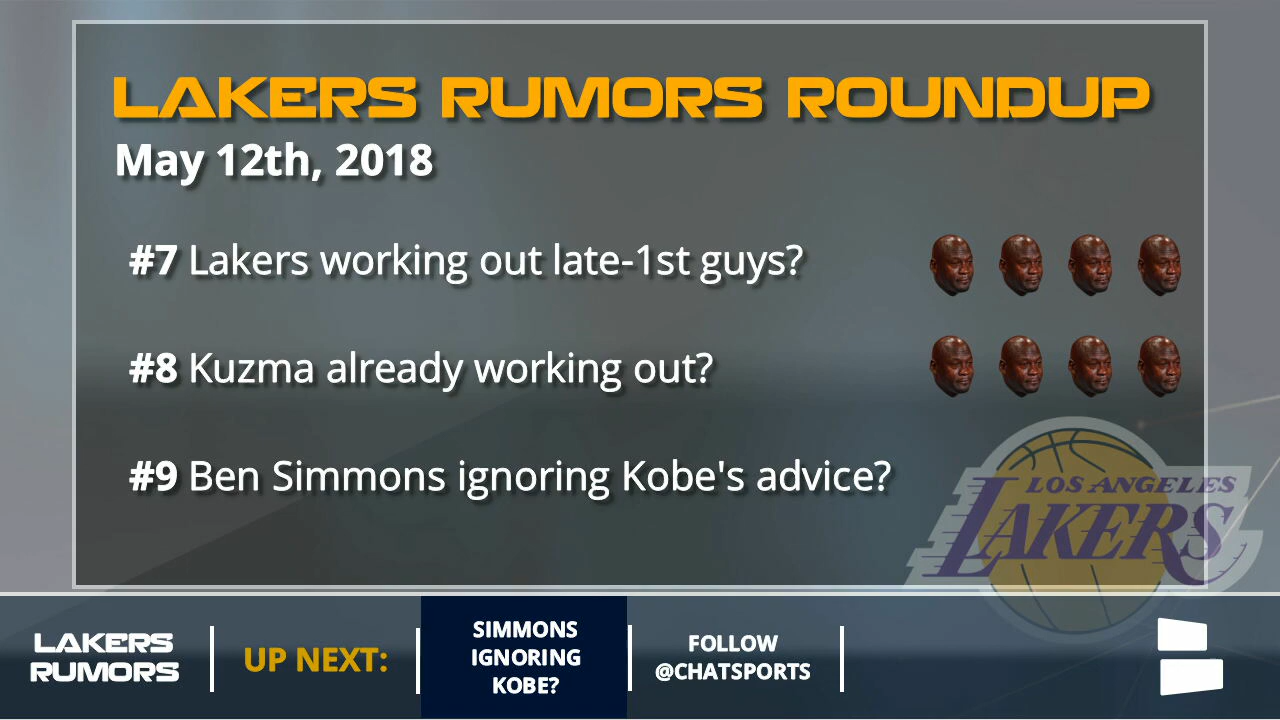 LAKERS RUMORS ROUNDUP
May 12th, 2018
#7 Lakers working out late-1st guys?
#8 Kuzma already working out?
#9 Ben Simmons ignoring Kobe's advice?
LOS ANGELES
LAKERS
LAKERS
RUMORS
UP NEXT:
SIMMONS
IGNORING
KOBE?
FOLLOW
@CHATSPORTS